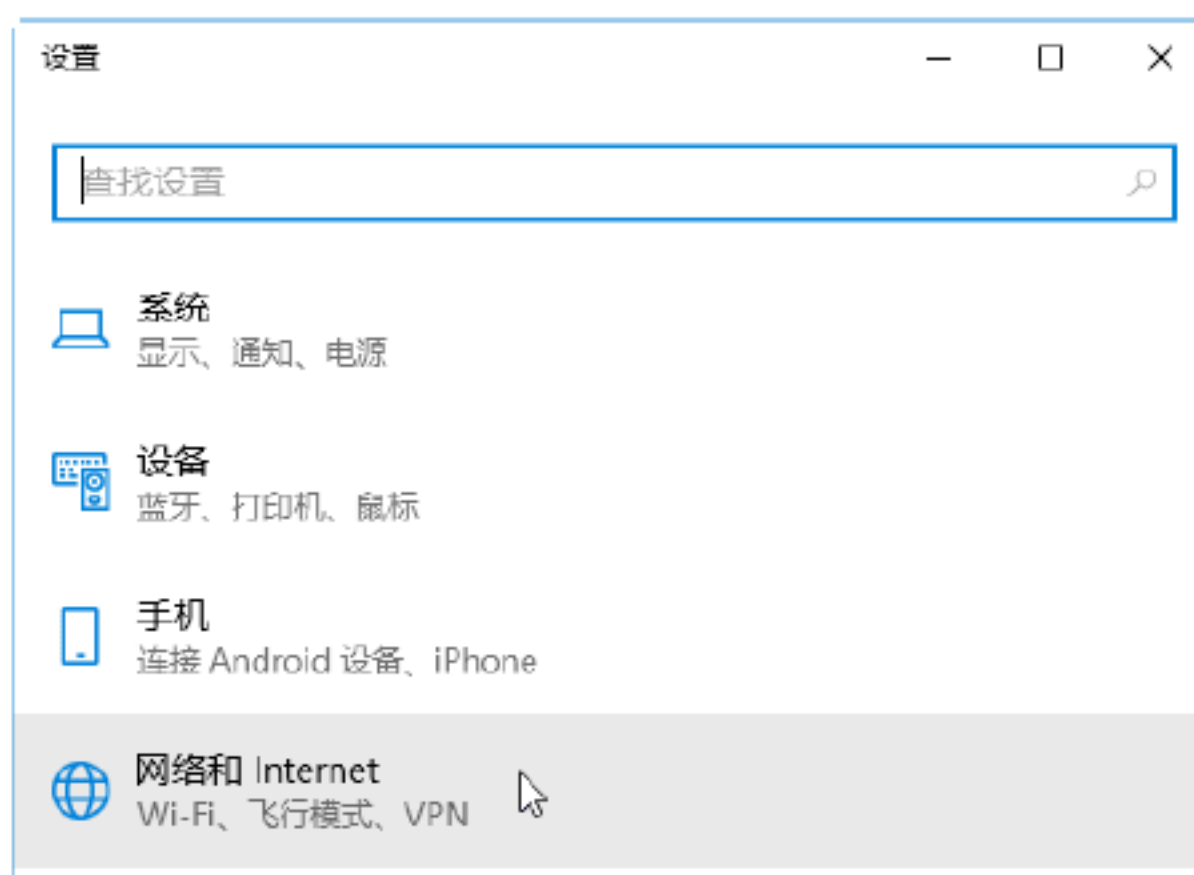 设置
查找设置
系统
显示、通知、电源
设备
蓝牙、打印机、鼠标
手机
连接 Android 设备、iPhone
网络和 Internet
Wi-Fi、飞行模式、VPN